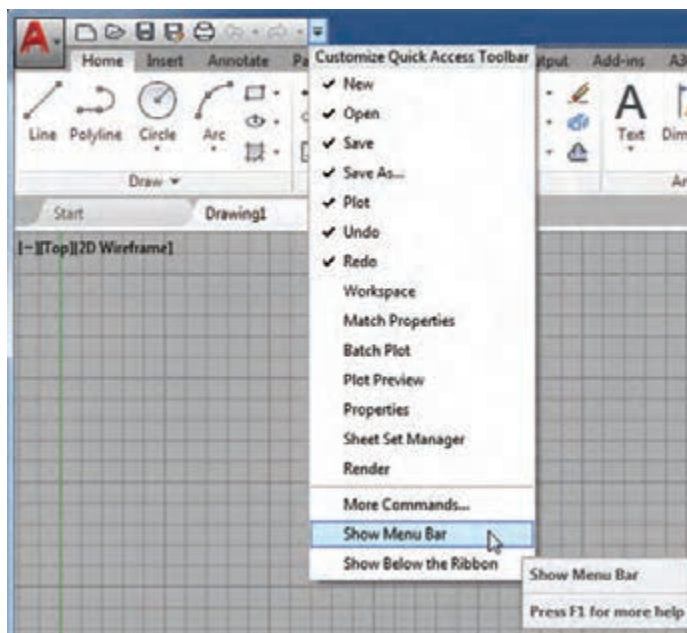 Customize Quick Access Toolbar
Home Insert Annotate Add-ins
New
Open
Save
Save As...
Plot
Undo
Redo
Workspace
Match Properties
Batch Plot
Plot Preview
Properties
Sheet Set Manager
Render
More Commands...
Show Menu Bar
Show Below the Ribbon
Line Polyline Circle Arc Text
Draw
Start Drawing1
[-][Top][2D Wireframe]
Show Menu Bar
Press F1 for more help